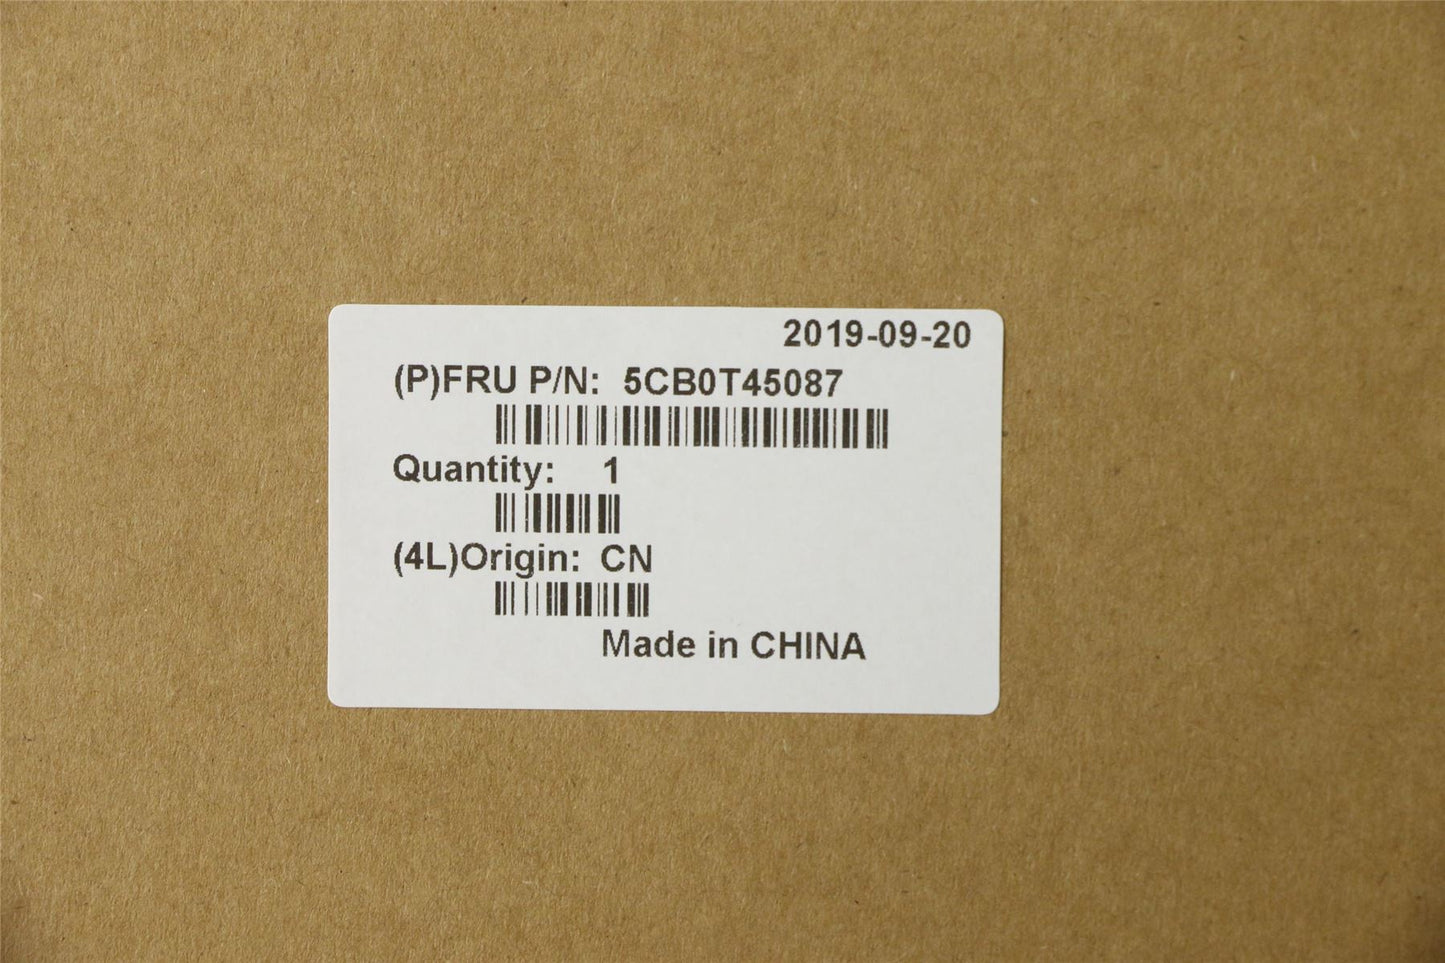 2019-09-20
(P)FRU P/N: 5CB0T45087
Quantity: 1
(4L)Origin: CN
Made in CHINA